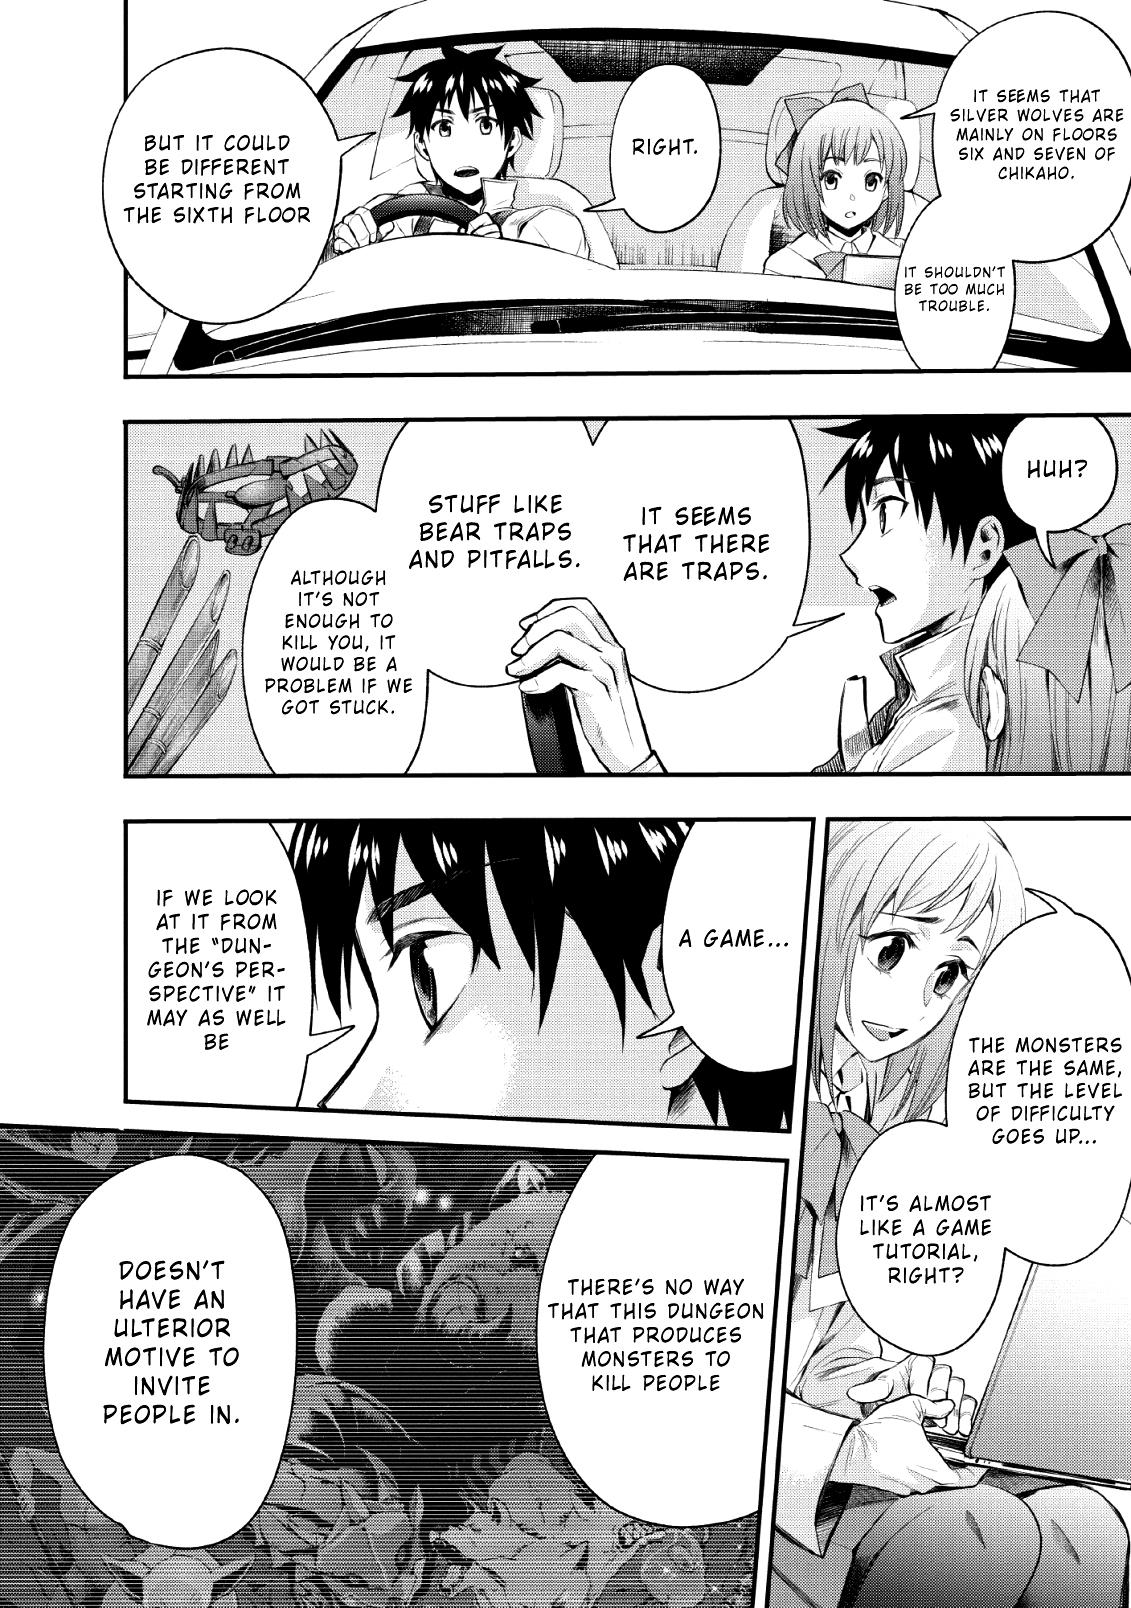 IT SEEMS THAT
SILVER WOLVES ARE
MAINLY ON FLOORS
SIX AND SEVEN OF
CHIKAHO.
IT SHOULDN'T
BE TOO MUCH
TROUBLE.
RIGHT.
BUT IT COULD
BE DIFFERENT
STARTING FROM
THE SIXTH FLOOR
HUH?
IT SEEMS
THAT THERE
ARE TRAPS.
STUFF LIKE
BEAR TRAPS
AND PITFALLS.
ALTHOUGH
IT'S NOT
ENOUGH TO
KILL YOU, IT
WOULD BE A
PROBLEM IF WE
GOT STUCK.
THE MONSTERS
ARE THE SAME,
BUT THE LEVEL
OF DIFFICULTY
GOES UP...
IT'S ALMOST
LIKE A GAME
TUTORIAL,
RIGHT?
A GAME...
IF WE LOOK
AT IT FROM
THE "DUN-
GEON'S PER-
SPECTIVE" IT
MAY AS WELL
BE
THERE'S NO WAY
THAT THIS DUNGEON
THAT PRODUCES
MONSTERS TO
KILL PEOPLE
DOESN'T
HAVE AN
ULTERIOR
MOTIVE TO
INVITE
PEOPLE IN.